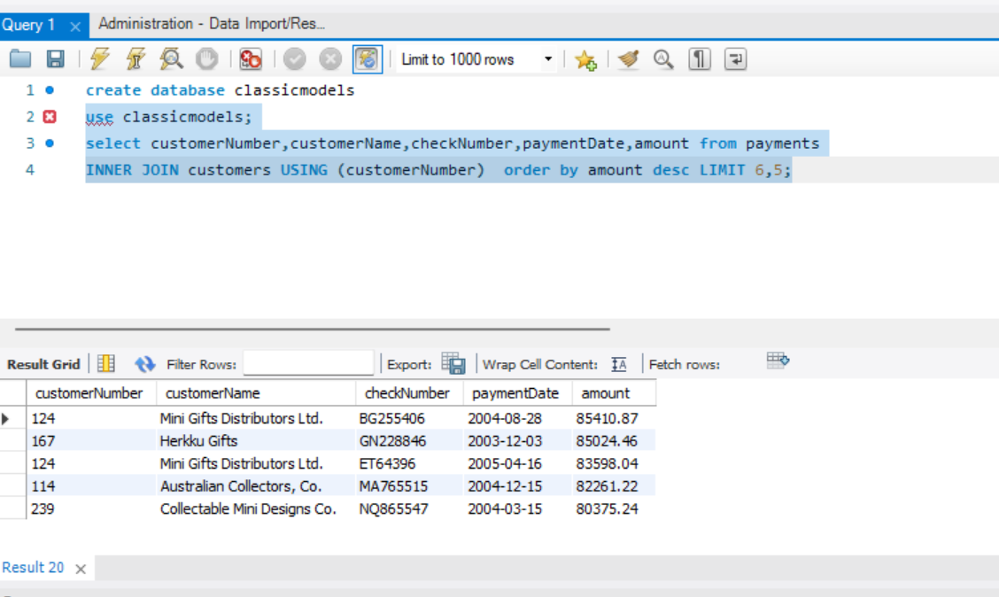 Query 1 Administration - Data Import/Res...
Limit to 1000 rows
1 create database classicmodels
2 use classicmodels;
3 select customerNumber,customerName,checkNumber,paymentDate,amount from payments
4 INNER JOIN customers USING (customerNumber)  order by amount desc LIMIT 6,5;
Result Grid Filter Rows: Export: Wrap Cell Content: Fetch rows:
customerNumber customerName checkNumber paymentDate amount
124 Mini Gifts Distributors Ltd. BG255406 2004-08-28 85410.87
167 Herkku Gifts GN228846 2003-12-03 85024.46
124 Mini Gifts Distributors Ltd. ET64396 2005-04-16 83598.04
114 Australian Collectors, Co. MA765515 2004-12-15 82261.22
239 Collectable Mini Designs Co. NQ865547 2004-03-15 80375.24
Result 20